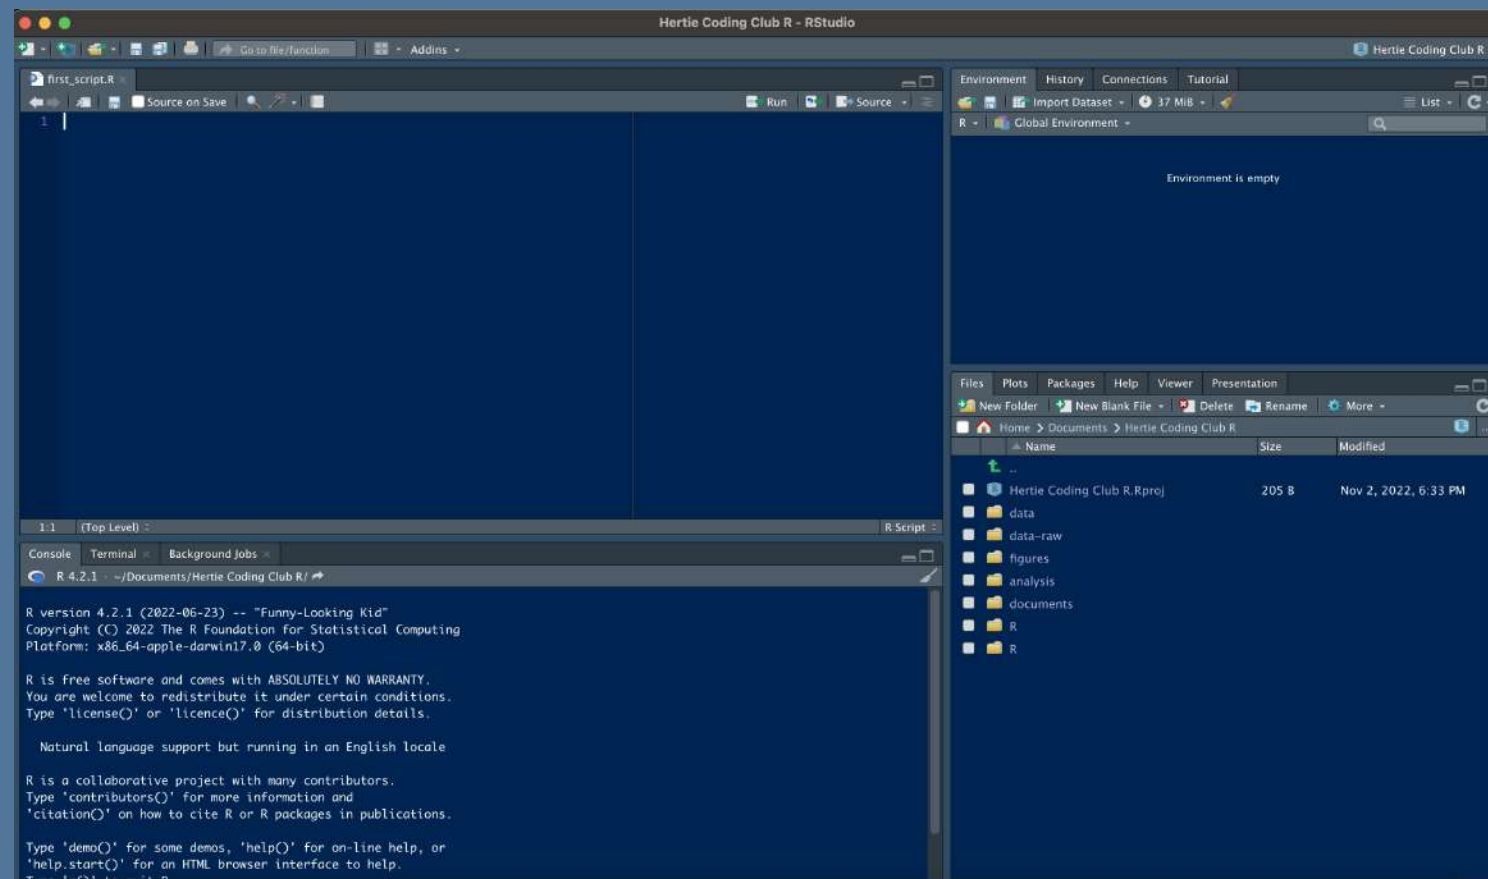 Hertie Coding Club R - RStudio
Go to file/function Addins Hertie Coding Club R
first_script.R
Source on Save Run Source
1
1:1 (Top Level) R Script
Console Terminal Background Jobs
R 4.2.1 · ~/Documents/Hertie Coding Club R/
R version 4.2.1 (2022-06-23) -- "Funny-Looking Kid"
Copyright (C) 2022 The R Foundation for Statistical Computing
Platform: x86_64-apple-darwin17.0 (64-bit)
R is free software and comes with ABSOLUTELY NO WARRANTY.
You are welcome to redistribute it under certain conditions.
Type 'license()' or 'licence()' for distribution details.
Natural language support but running in an English locale
R is a collaborative project with many contributors.
Type 'contributors()' for more information and
'citation()' on how to cite R or R packages in publications.
Type 'demo()' for some demos, 'help()' for on-line help, or
'help.start()' for an HTML browser interface to help.
Environment History Connections Tutorial
Import Dataset 37 MiB List
R Global Environment
Environment is empty
Files Plots Packages Help Viewer Presentation
New Folder New Blank File Delete Rename More
Home Documents Hertie Coding Club R
Name Size Modified
..
Hertie Coding Club R.Rproj 205 B Nov 2, 2022, 6:33 PM
data
data-raw
figures
analysis
documents
R
R